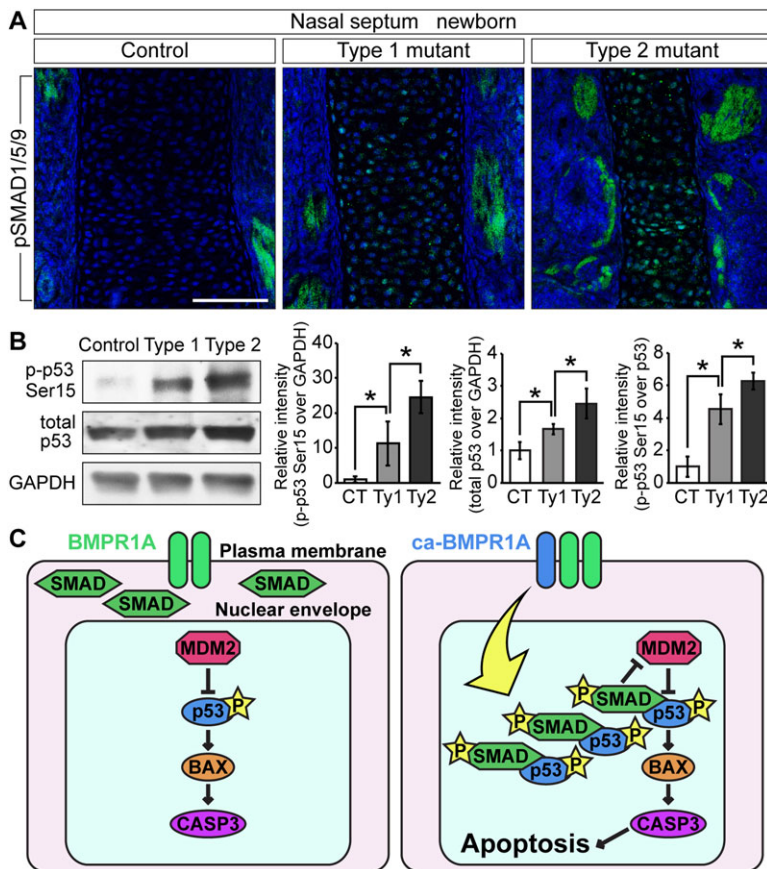 A
Nasal septum newborn
Control
Type 1 mutant
Type 2 mutant
pSMAD1/5/9
B
Control Type 1 Type 2
p-p53
Ser15
total
p53
GAPDH
Relative intensity
(p-p53 Ser15 over GAPDH)
40
30
20
10
0
*
*
CT Ty1 Ty2
Relative intensity
(total p53 over GAPDH)
4
3
2
1
0
*
*
CT Ty1 Ty2
Relative intensity
(p-p53 Ser15 over p53)
8
6
4
2
0
*
*
CT Ty1 Ty2
C
BMPR1A
Plasma membrane
SMAD
SMAD
SMAD
Nuclear envelope
MDM2
p53
P
BAX
CASP3
ca-BMPR1A
MDM2
P
SMAD
p53
P
P
SMAD
p53
P
P
SMAD
p53
P
BAX
CASP3
Apoptosis